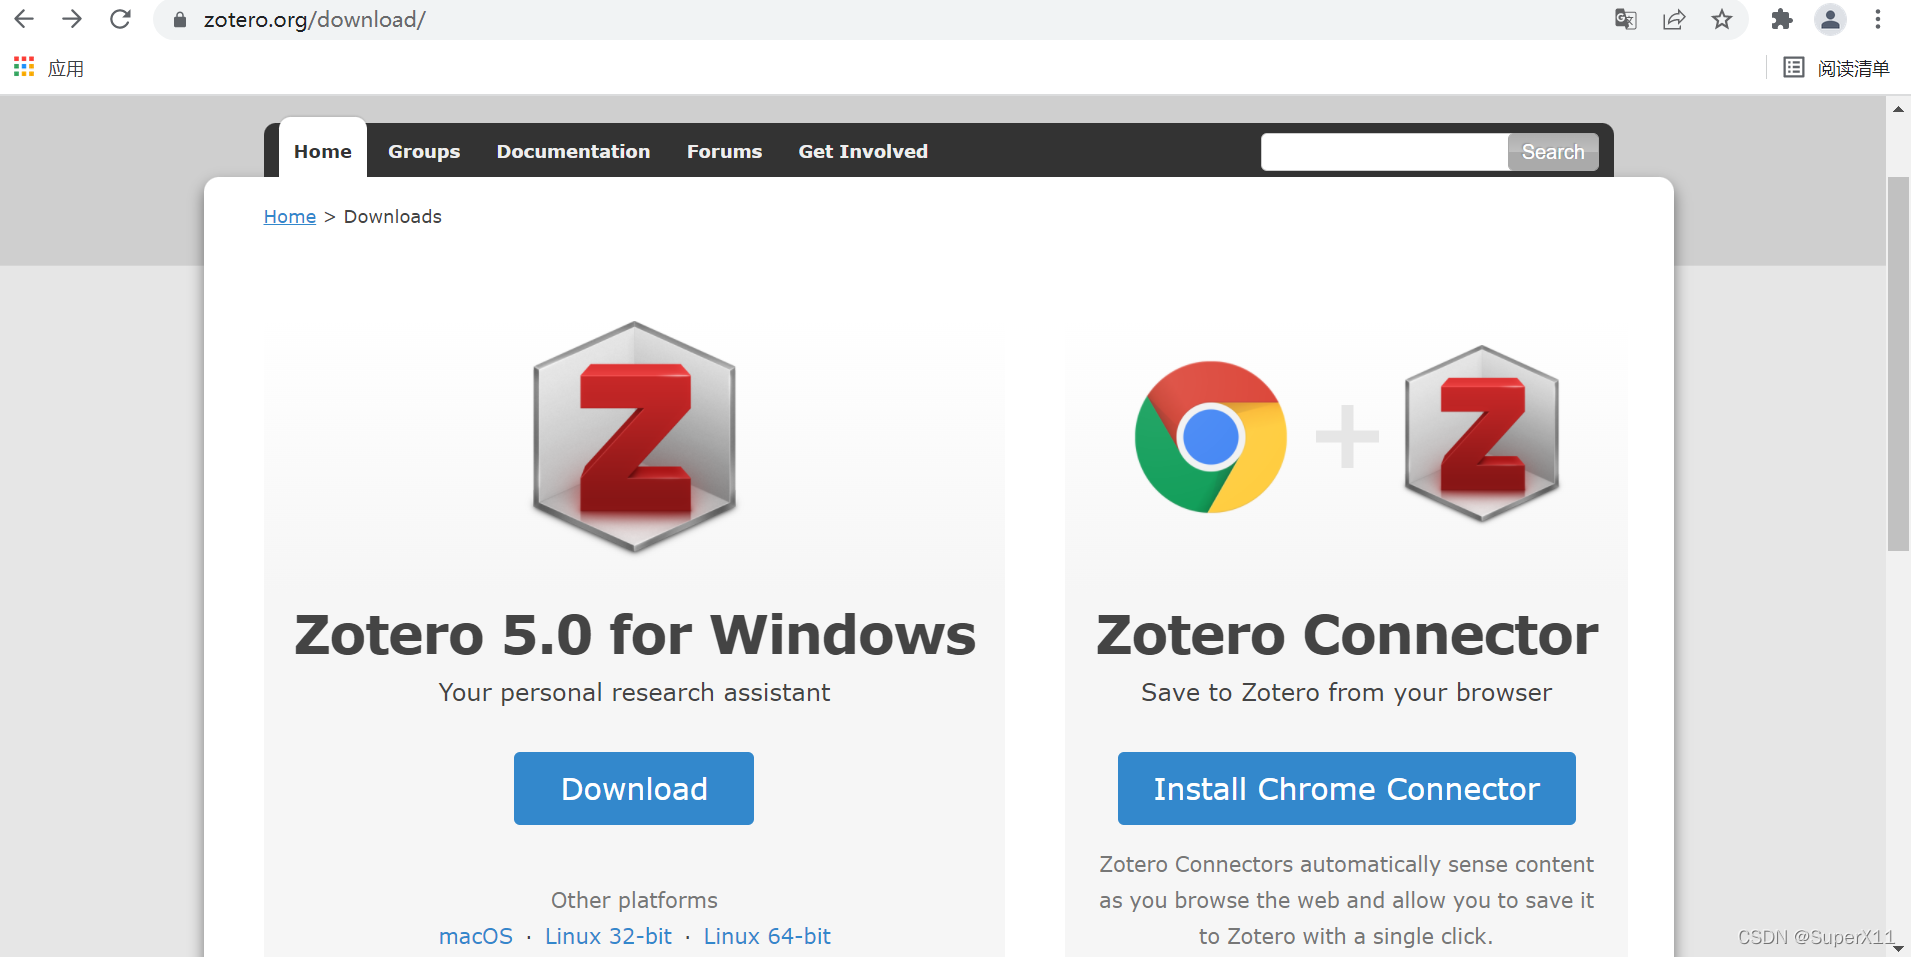 zotero.org/download/
应用
阅读清单
Home Groups Documentation Forums Get Involved Search
Home > Downloads
Z
Z
Zotero 5.0 for Windows
Your personal research assistant
Download
Other platforms
macOS · Linux 32-bit · Linux 64-bit
Zotero Connector
Save to Zotero from your browser
Install Chrome Connector
Zotero Connectors automatically sense content
as you browse the web and allow you to save it
to Zotero with a single click.
CSDN @SuperX11